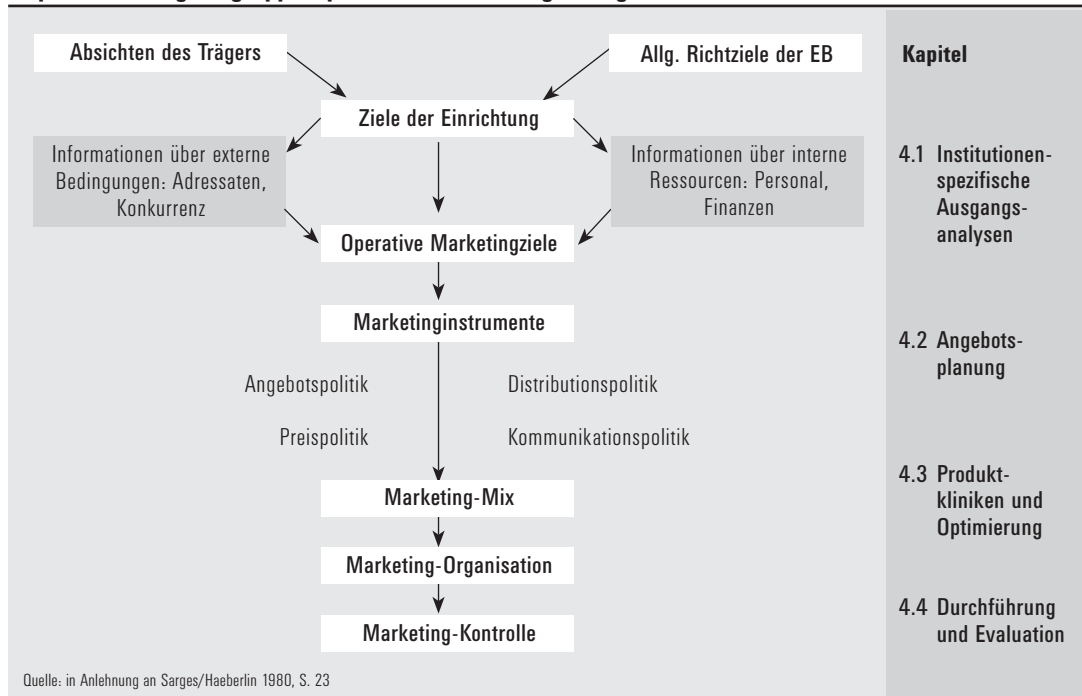 Absichten des Trägers
Allg. Richtziele der EB
Kapitel
Ziele der Einrichtung
Informationen über externe
Bedingungen: Adressaten,
Konkurrenz
Informationen über interne
Ressourcen: Personal,
Finanzen
4.1 Institutionen-
spezifische
Ausgangs-
analysen
Operative Marketingziele
Marketinginstrumente
4.2 Angebots-
planung
Angebotspolitik
Distributionspolitik
Preispolitik
Kommunikationspolitik
4.3 Produkt-
kliniken und
Optimierung
Marketing-Mix
Marketing-Organisation
4.4 Durchführung
und Evaluation
Marketing-Kontrolle
Quelle: in Anlehnung an Sarges/Haeberlin 1980, S. 23